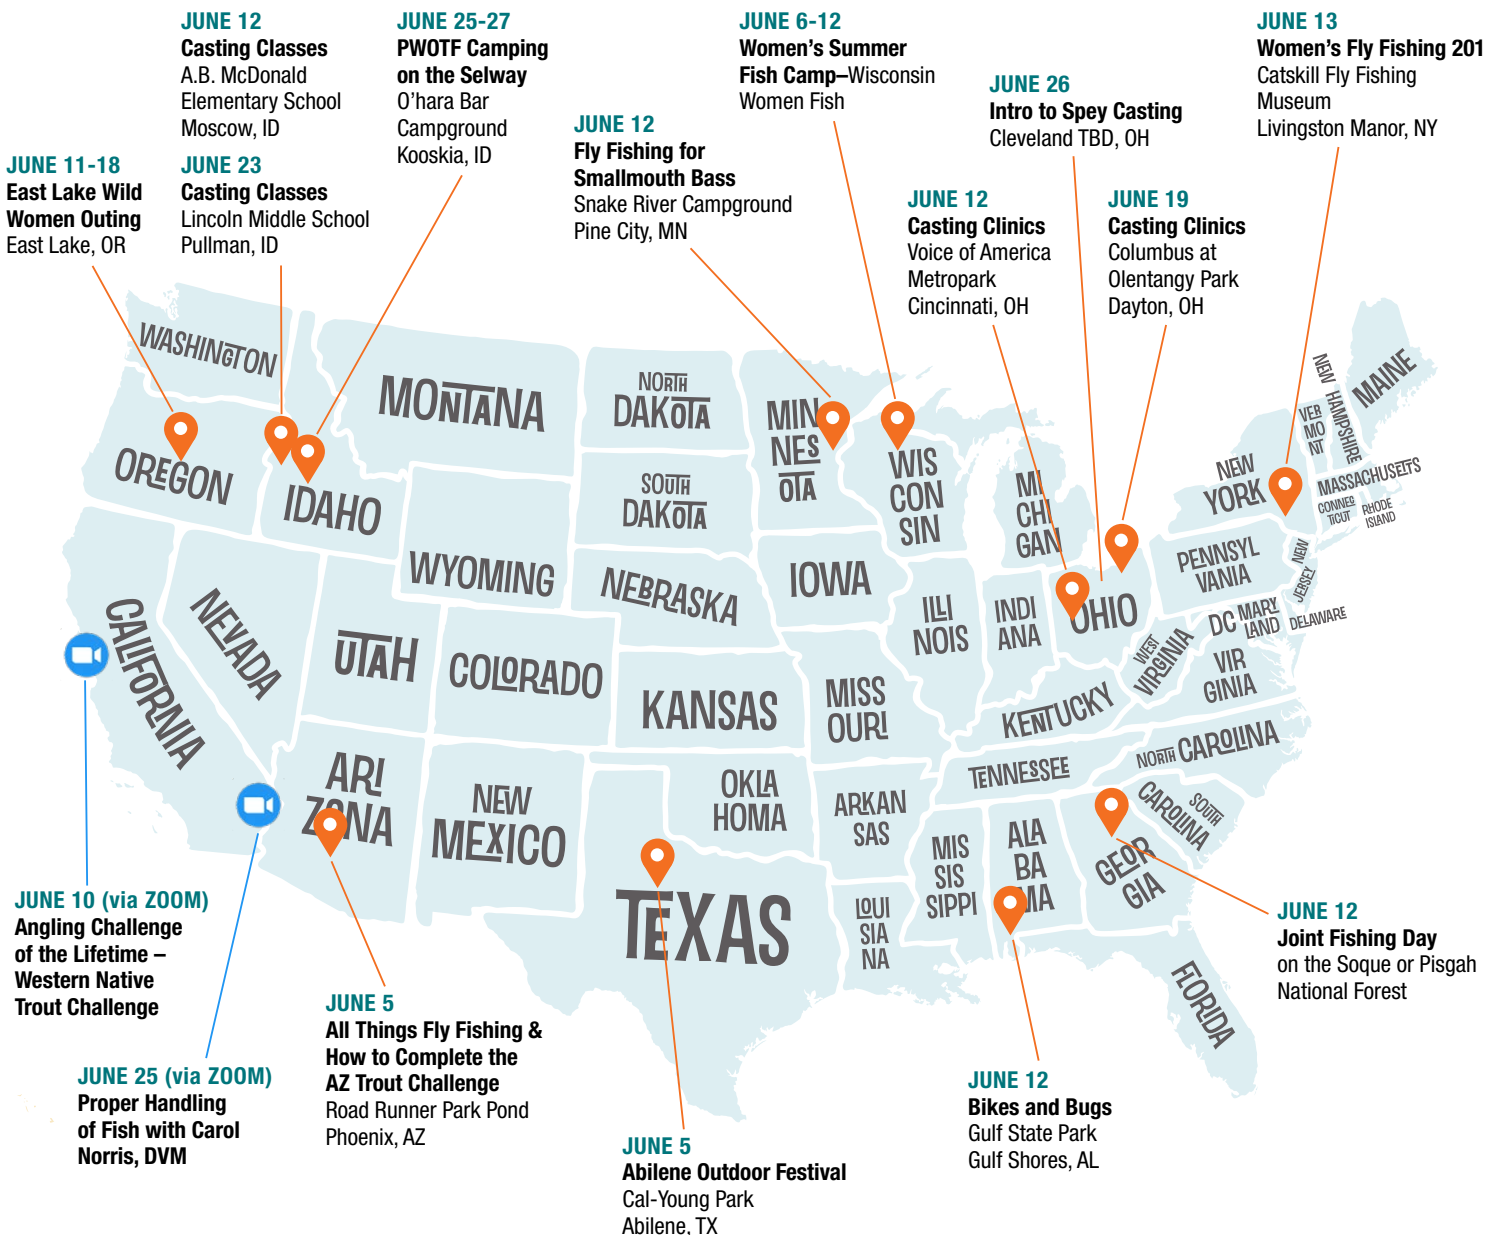 JUNE 12
Casting Classes
A.B. McDonald
Elementary School
Moscow, ID
JUNE 25-27
PWOTF Camping
on the Selway
O'hara Bar
Campground
Kooskia, ID
JUNE 6-12
Women's Summer
Fish Camp–Wisconsin
Women Fish
JUNE 13
Women's Fly Fishing 201
Catskill Fly Fishing
Museum
Livingston Manor, NY
JUNE 26
Intro to Spey Casting
Cleveland TBD, OH
JUNE 12
Fly Fishing for
Smallmouth Bass
Snake River Campground
Pine City, MN
JUNE 11-18
East Lake Wild
Women Outing
East Lake, OR
JUNE 23
Casting Classes
Lincoln Middle School
Pullman, ID
JUNE 12
Casting Clinics
Voice of America
Metropark
Cincinnati, OH
JUNE 19
Casting Clinics
Columbus at
Olentangy Park
Dayton, OH
WASHINGTON
OREGON
IDAHO
MONTANA
NORTH
DAKOTA
SOUTH
DAKOTA
MIN
NES
OTA
WIS
CON
SIN
MI
CHI
GAN
NEW
YORK
VER
MO
NT
NEW HAMPSHIRE
MAINE
MASSACHUSETTS
CONNEC
TICUT
RHODE
ISLAND
WYOMING
NEBRASKA
IOWA
ILLI
NOIS
INDI
ANA
OHIO
PENNSYL
VANIA
NEW
JERSEY
DC
MARY
LAND
DELAWARE
WEST
VIRGINIA
VIR
GINIA
CALIFORNIA
NEVADA
UTAH
COLORADO
KANSAS
MISS
OURI
KENTUCKY
TENNESSEE
NORTH CAROLINA
SOUTH
CAROLINA
ARI
ZONA
NEW
MEXICO
OKLA
HOMA
TEXAS
ARKAN
SAS
LOUI
SIA
NA
MIS
SIS
SIPPI
ALA
BA
MA
GEOR
GIA
FLORIDA
JUNE 10 (via ZOOM)
Angling Challenge
of the Lifetime –
Western Native
Trout Challenge
JUNE 25 (via ZOOM)
Proper Handling
of Fish with Carol
Norris, DVM
JUNE 5
All Things Fly Fishing &
How to Complete the
AZ Trout Challenge
Road Runner Park Pond
Phoenix, AZ
JUNE 5
Abilene Outdoor Festival
Cal-Young Park
Abilene, TX
JUNE 12
Bikes and Bugs
Gulf State Park
Gulf Shores, AL
JUNE 12
Joint Fishing Day
on the Soque or Pisgah
National Forest